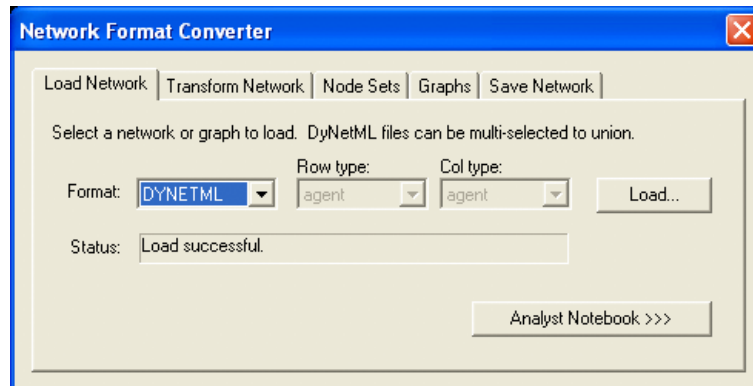 Network Format Converter
Load Network Transform Network Node Sets Graphs Save Network
Select a network or graph to load. DyNetML files can be multi-selected to union.
Row type: Col type:
Format: DYNETML agent agent Load...
Status: Load successful.
Analyst Notebook >>>